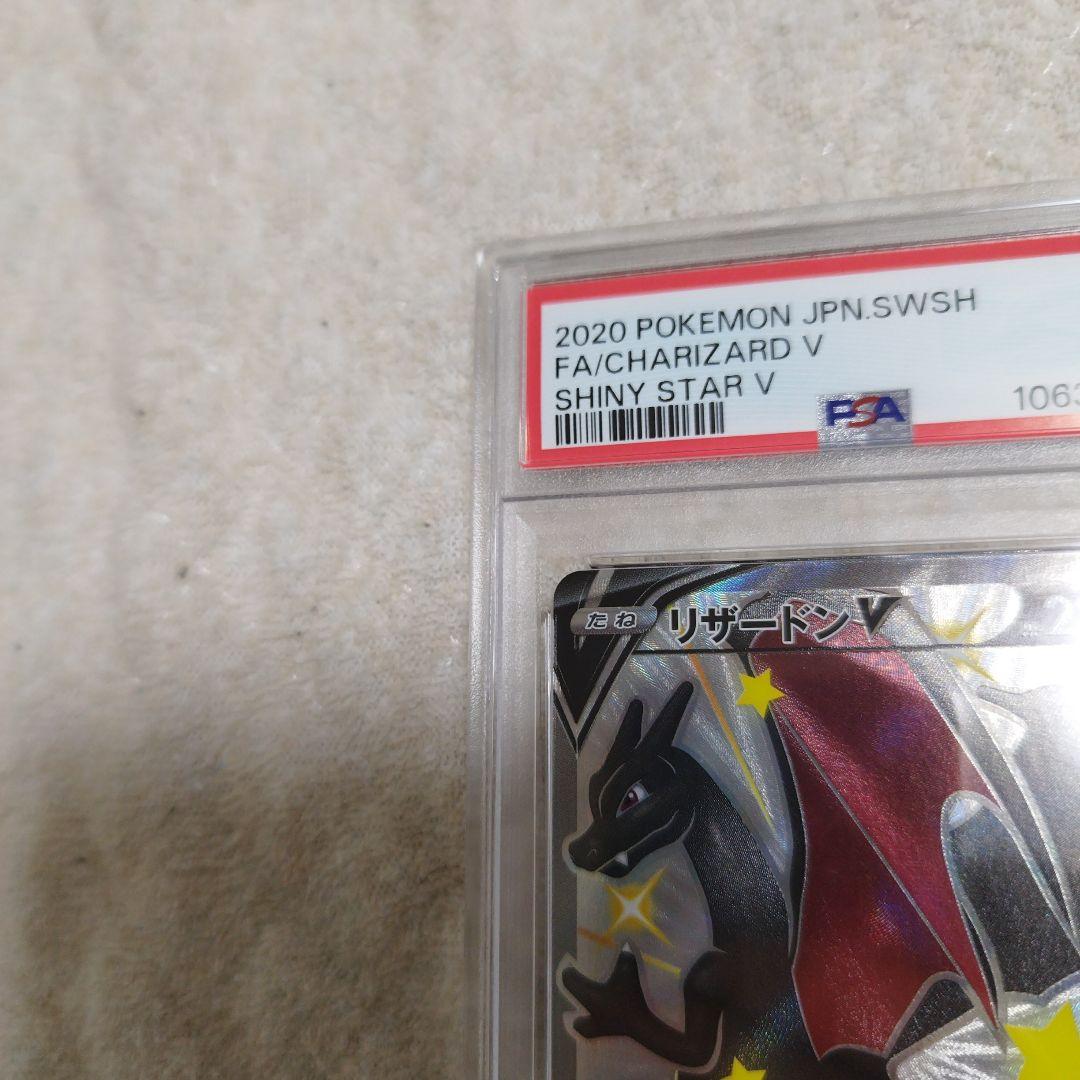 2020 POKEMON JPN.SWSH
FA/CHARIZARD V
SHINY STAR V
PSA
1063
たね リザードンV